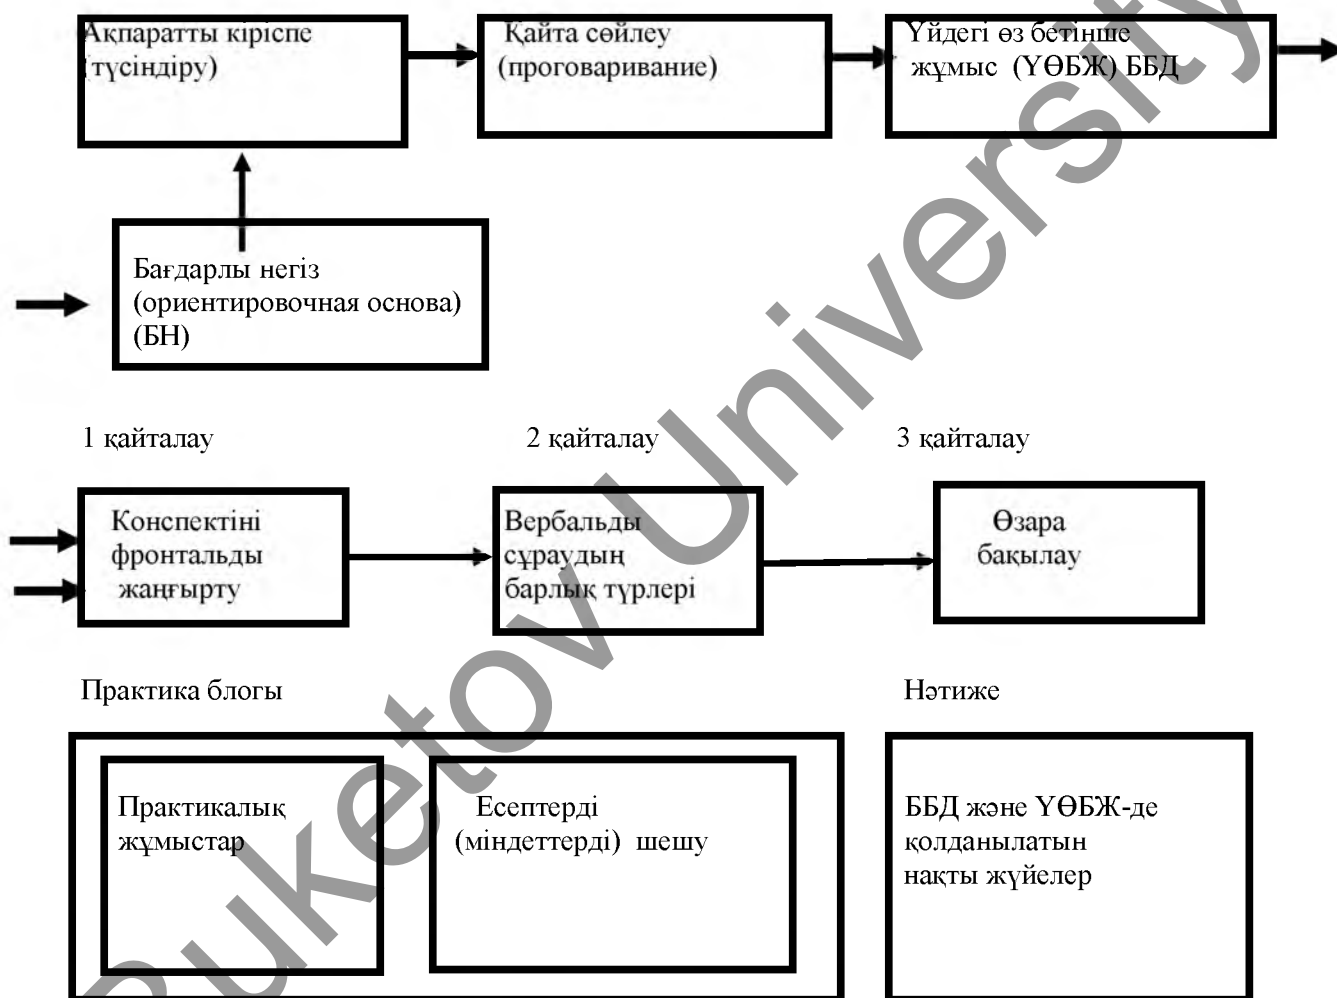 Ақпаратты кіріспе
(түсіндіру)
Қайта сөйлеу
(проговаривание)
Үйдегі өз бетінше
жұмыс (ҮӨБЖ) ББД
Бағдарлы негіз
(ориентировочная основа)
(БН)
1 қайталау
2 қайталау
3 қайталау
Конспектіні
фронтальды
жаңғырту
Вербальды
сұраудың
барлық түрлері
Өзара
бақылау
Практика блогы
Нәтиже
Практикалық
жұмыстар
Есептерді
(міндеттерді) шешу
ББД және ҮӨБЖ-де
қолданылатын
нақты жүйелер
Buketov University